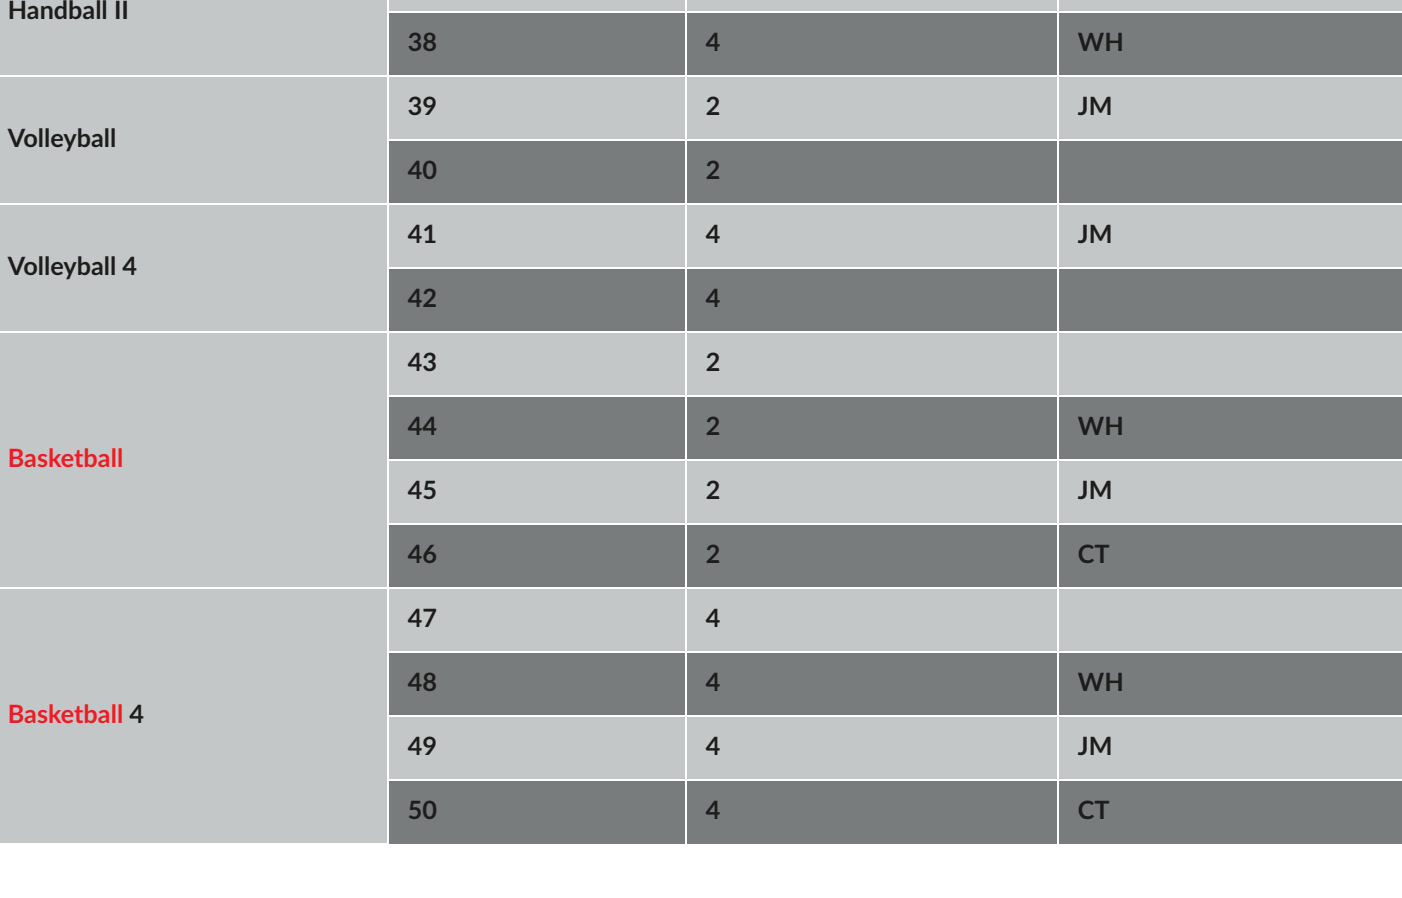 Handball II
38 4 WH
Volleyball
39 2 JM
40 2
Volleyball 4
41 4 JM
42 4
Basketball
43 2
44 2 WH
45 2 JM
46 2 CT
Basketball 4
47 4
48 4 WH
49 4 JM
50 4 CT